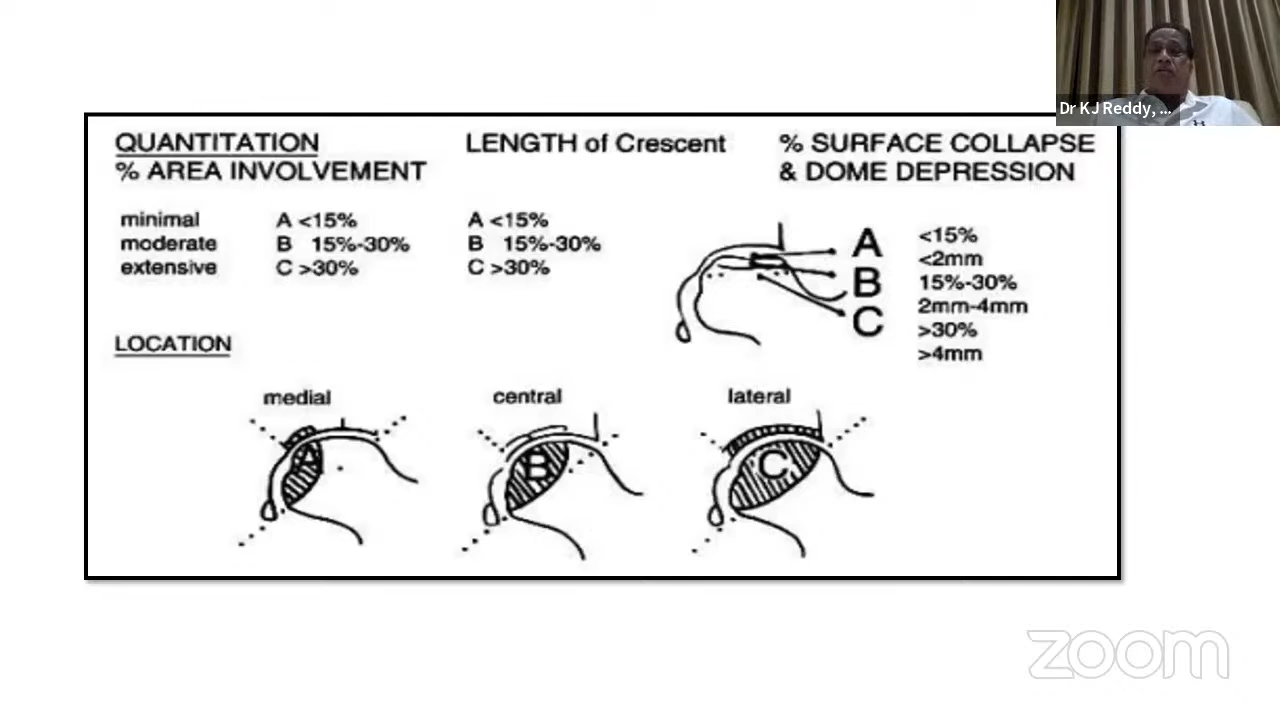 Dr K J Reddy, ...
QUANTITATION
% AREA INVOLVEMENT
minimal A <15%
moderate B 15%-30%
extensive C >30%
LENGTH of Crescent
A <15%
B 15%-30%
C >30%
% SURFACE COLLAPSE
& DOME DEPRESSION
A
B
C
<15%
<2mm
15%-30%
2mm-4mm
>30%
>4mm
LOCATION
medial
A
central
B
lateral
C
zoom